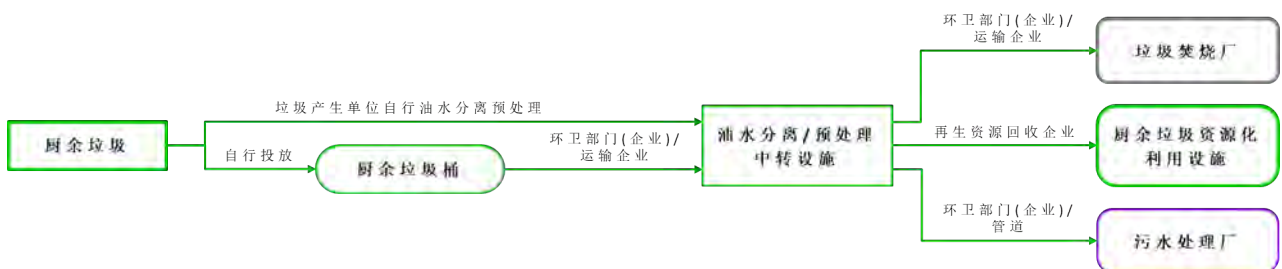 厨余垃圾
垃圾产生单位自行油水分离预处理
自行投放
厨余垃圾桶
环卫部门(企业)/
运输企业
油水分离/预处理
中转设施
环卫部门(企业)/
运输企业
垃圾焚烧厂
再生资源回收企业
厨余垃圾资源化
利用设施
环卫部门(企业)/
管道
污水处理厂